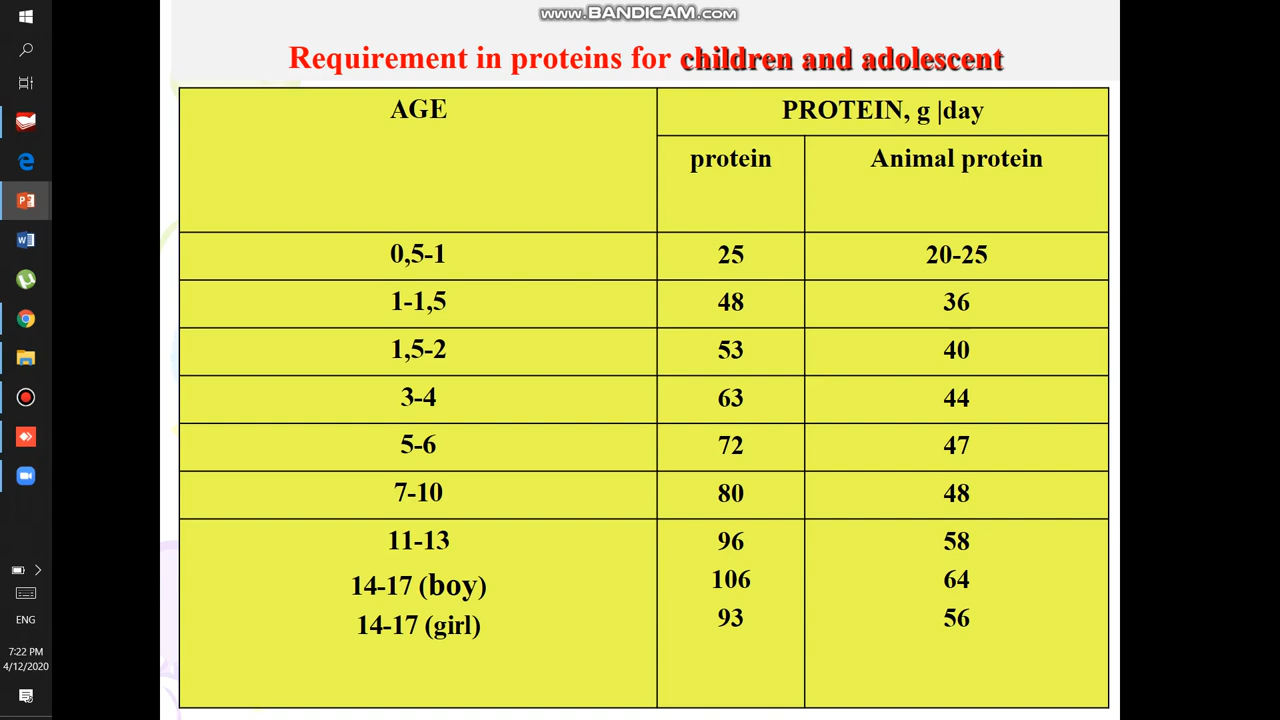 www.BANDICAM.com
Requirement in proteins for children and adolescent
AGE
PROTEIN, g |day
protein
Animal protein
0,5-1
25
20-25
1-1,5
48
36
1,5-2
53
40
3-4
63
44
5-6
72
47
7-10
80
48
11-13
96
58
14-17 (boy)
106
64
14-17 (girl)
93
56
ENG
7:22 PM
4/12/2020